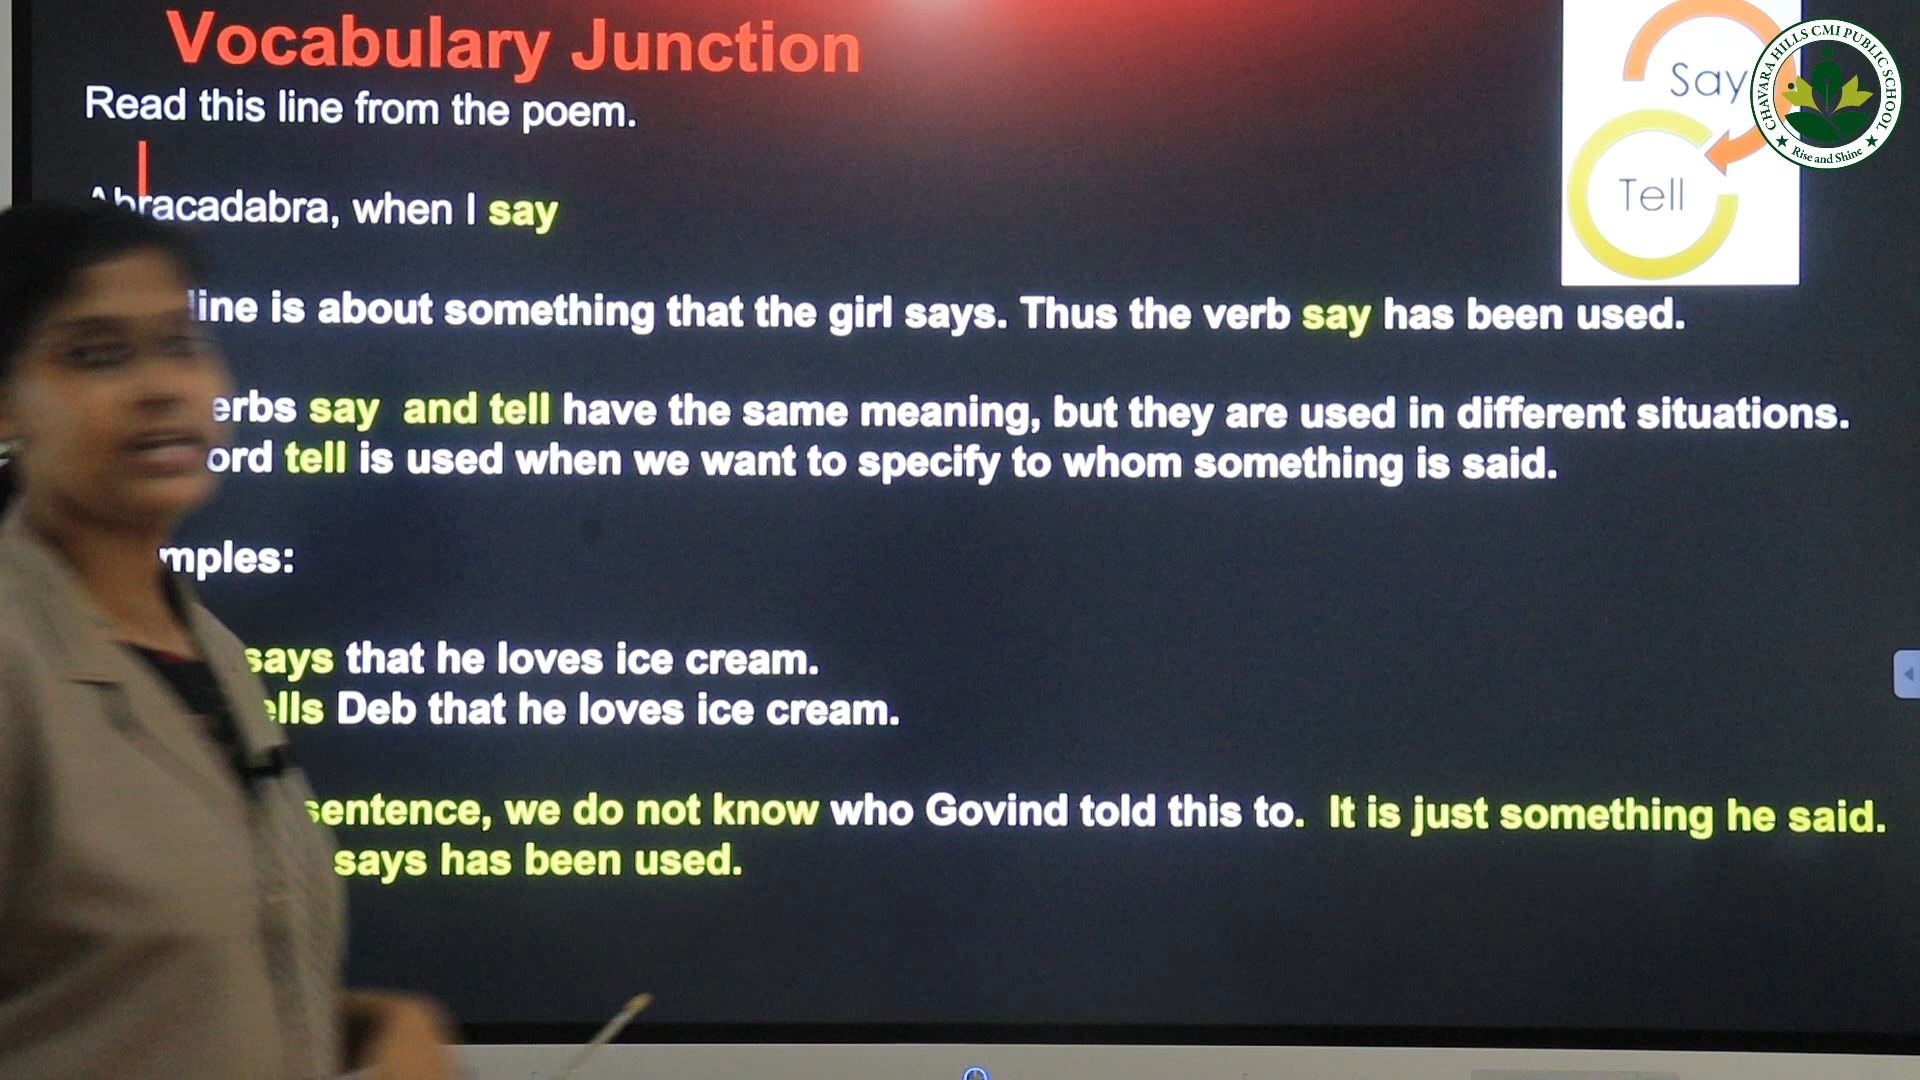 Vocabulary Junction
Read this line from the poem.
Abracadabra, when I say
line is about something that the girl says. Thus the verb say has been used.
erbs say and tell have the same meaning, but they are used in different situations.
ord tell is used when we want to specify to whom something is said.
mples:
says that he loves ice cream.
ells Deb that he loves ice cream.
sentence, we do not know who Govind told this to. It is just something he said.
says has been used.
Say
Tell
CHAVARA HILLS CMI PUBLIC SCHOOL
Rise and Shine